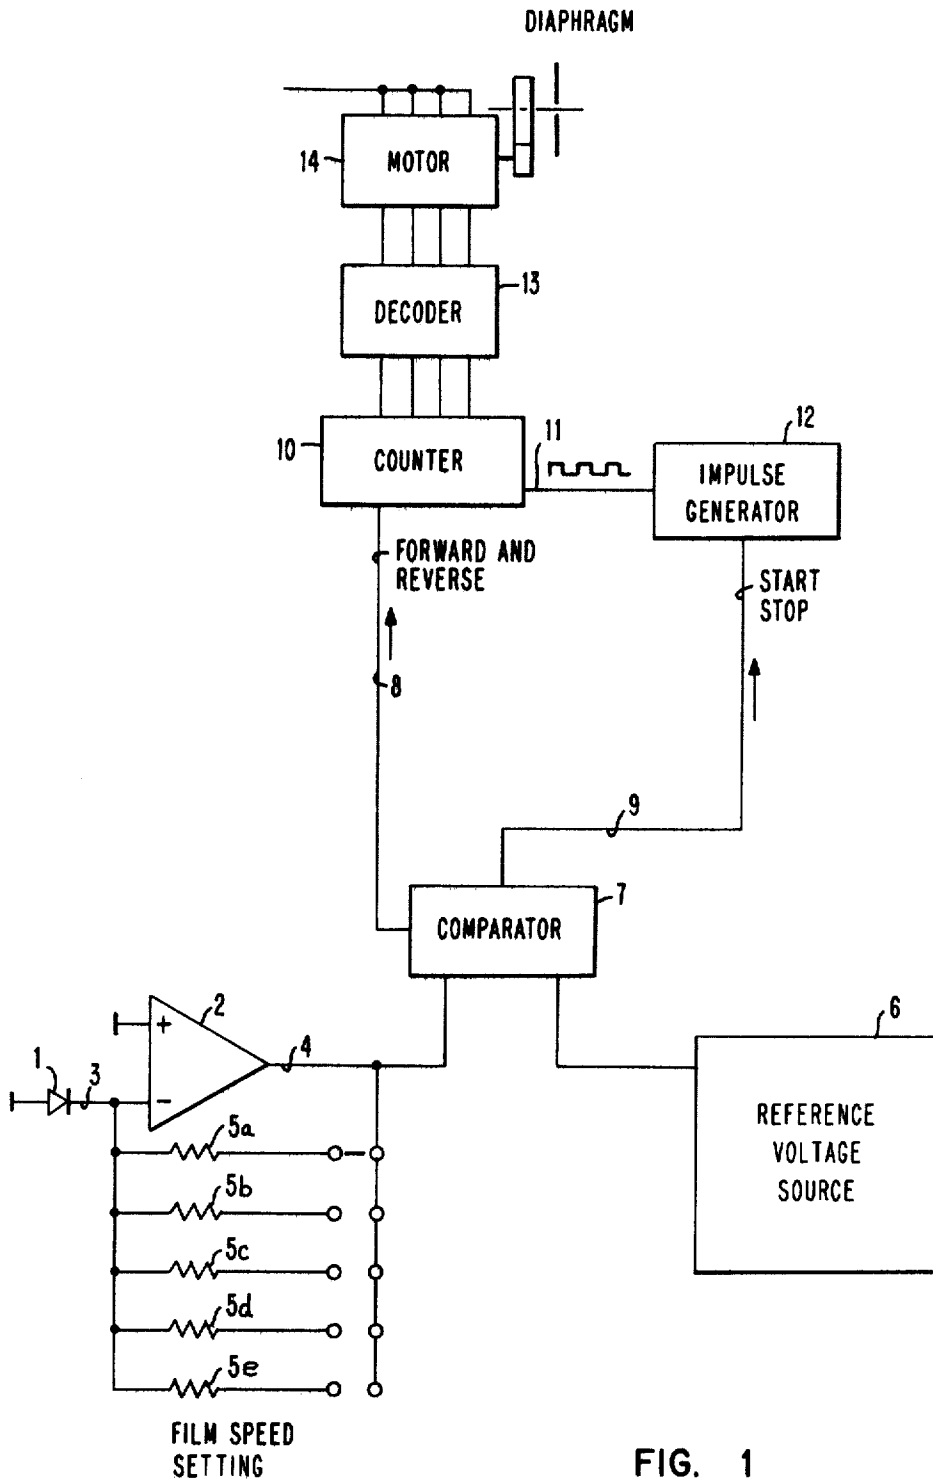 DIAPHRAGM
14
MOTOR
13
DECODER
10
COUNTER
11
12
IMPULSE
GENERATOR
FORWARD AND
REVERSE
START
STOP
8
9
7
COMPARATOR
2
+
4
6
1
3
−
REFERENCE
VOLTAGE
SOURCE
5a
5b
5c
5d
5e
FILM SPEED
SETTING
FIG. 1